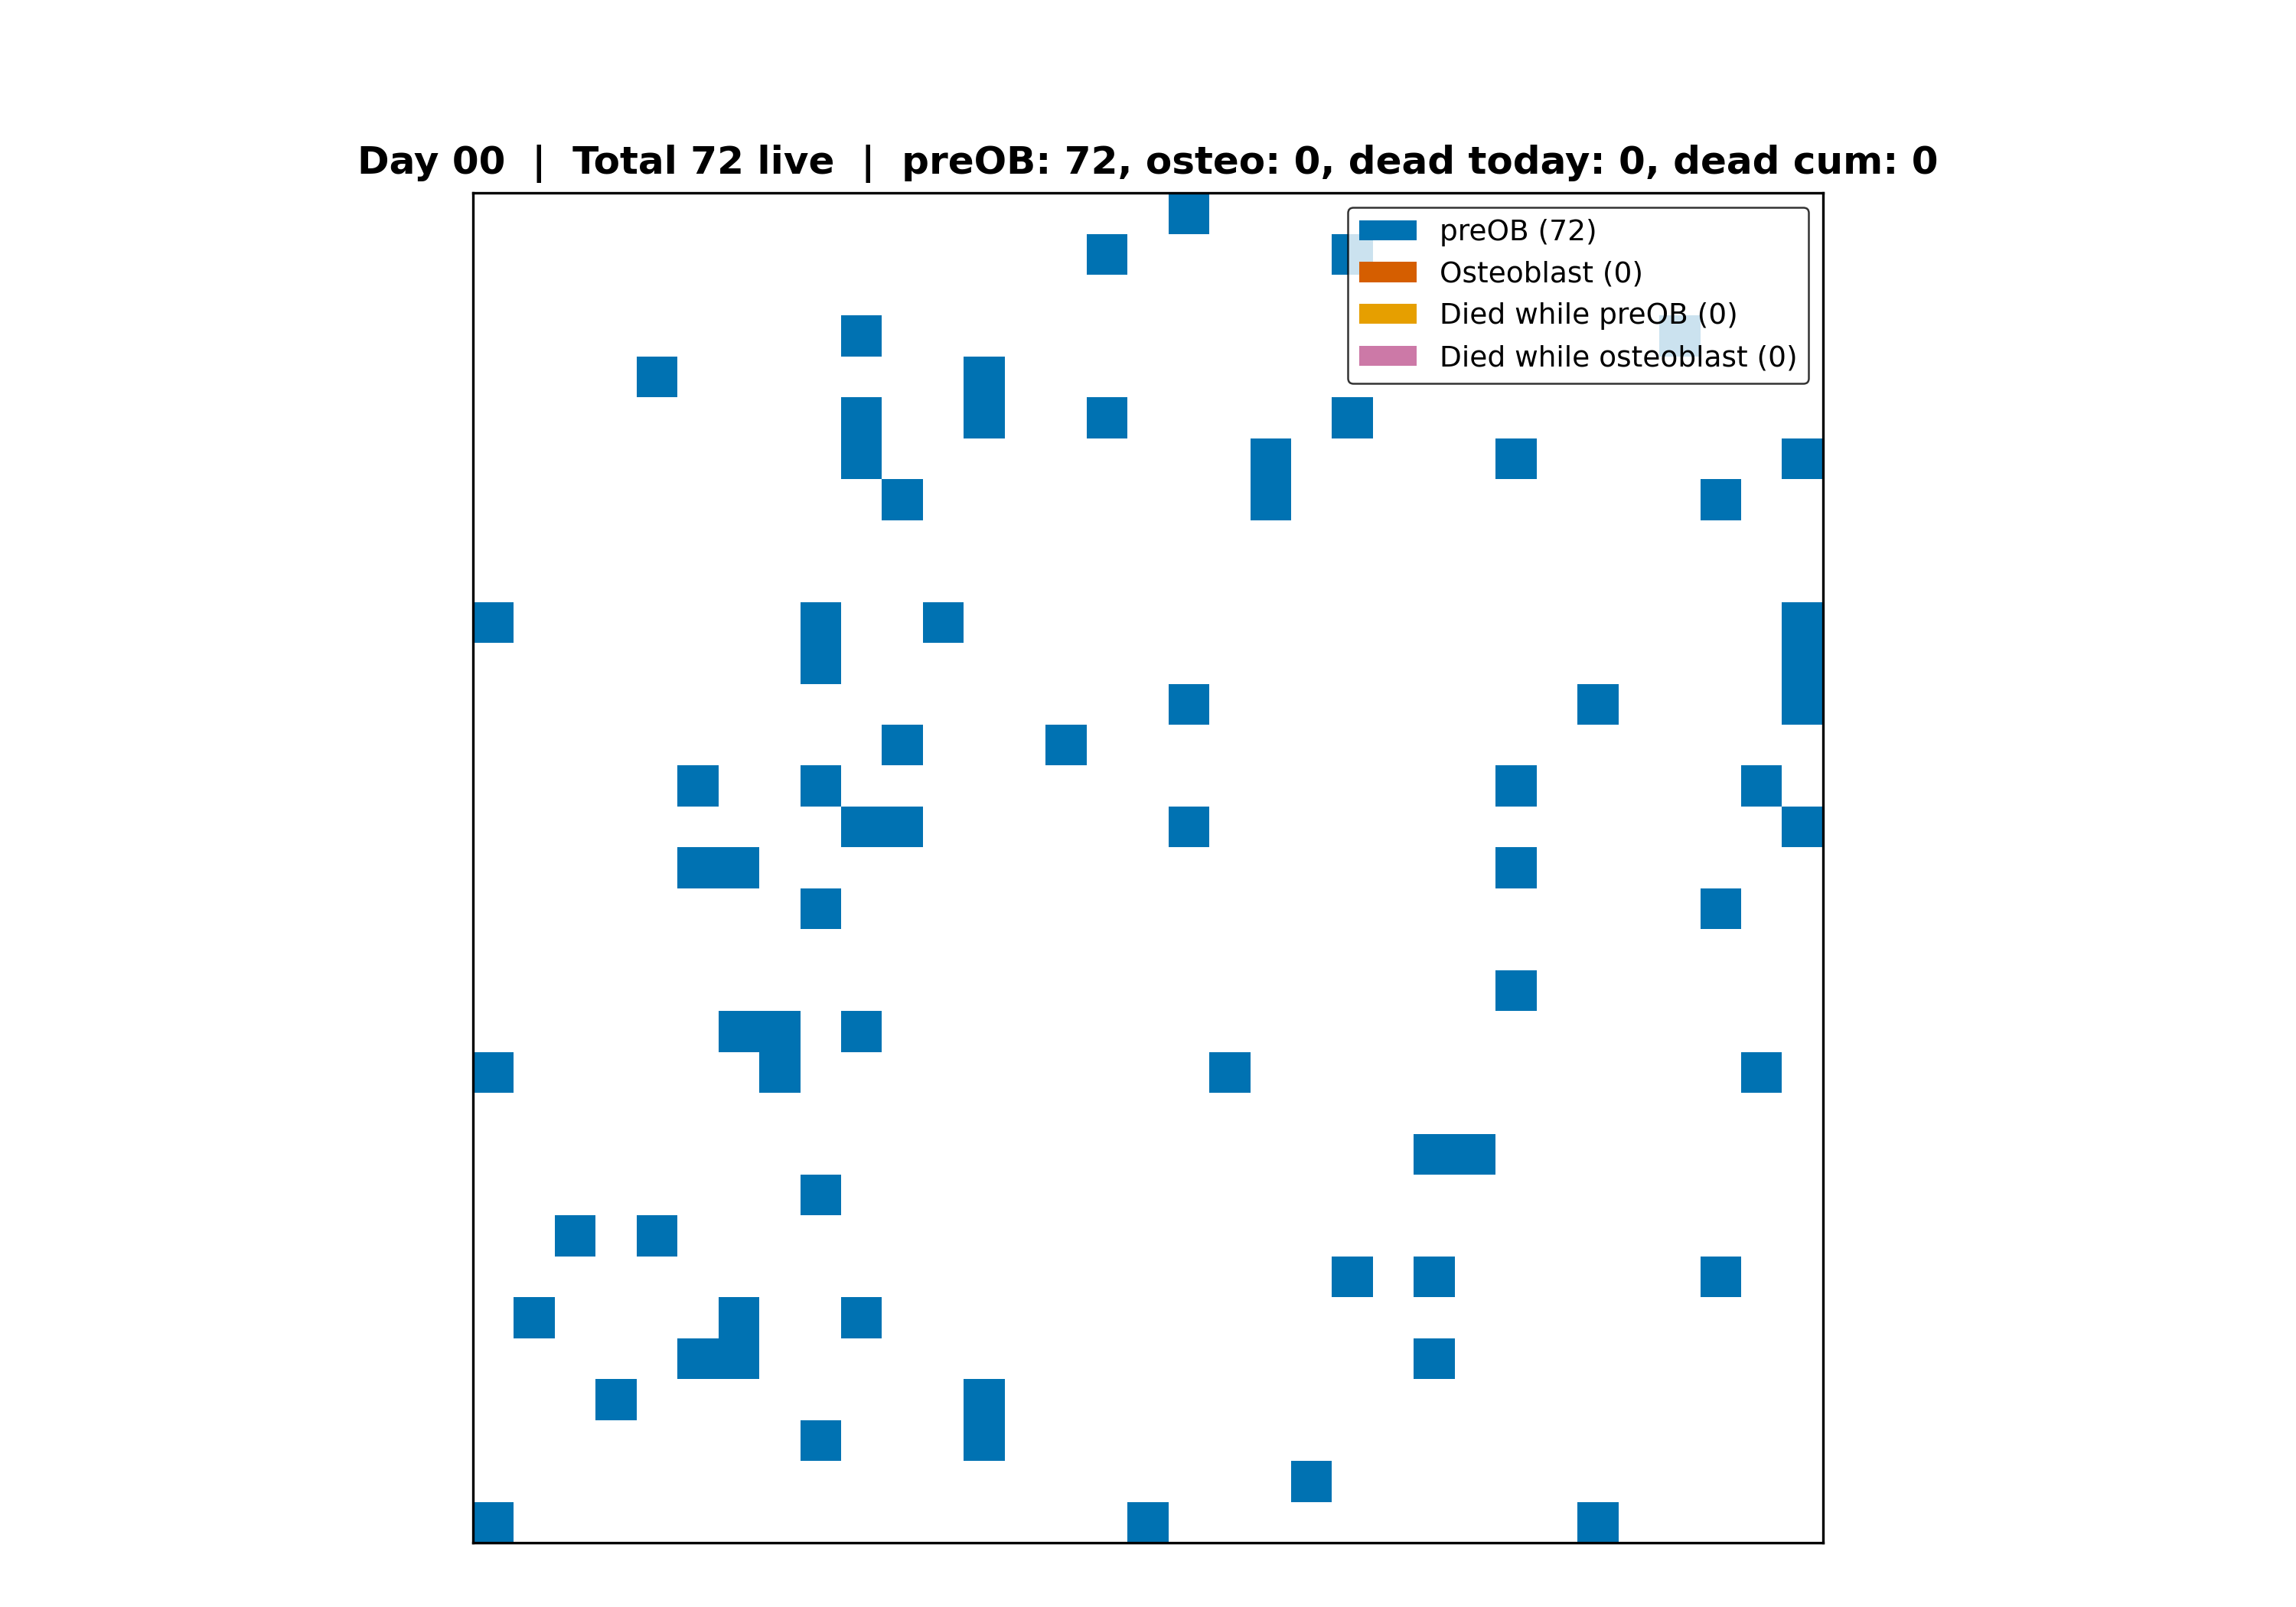 Day 00 | Total 72 live | preOB: 72, osteo: 0, dead today: 0, dead cum: 0
preOB (72)
Osteoblast (0)
Died while preOB (0)
Died while osteoblast (0)